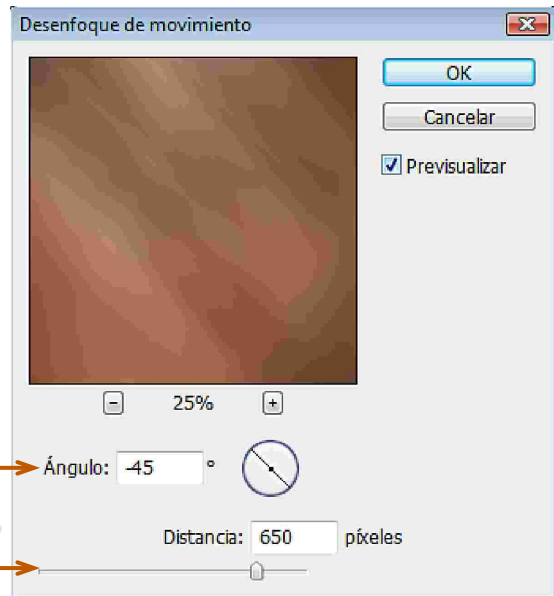 Desenfoque de movimiento
OK
Cancelar
Previsualizar
25%
Ángulo: -45 °
Distancia: 650 píxeles